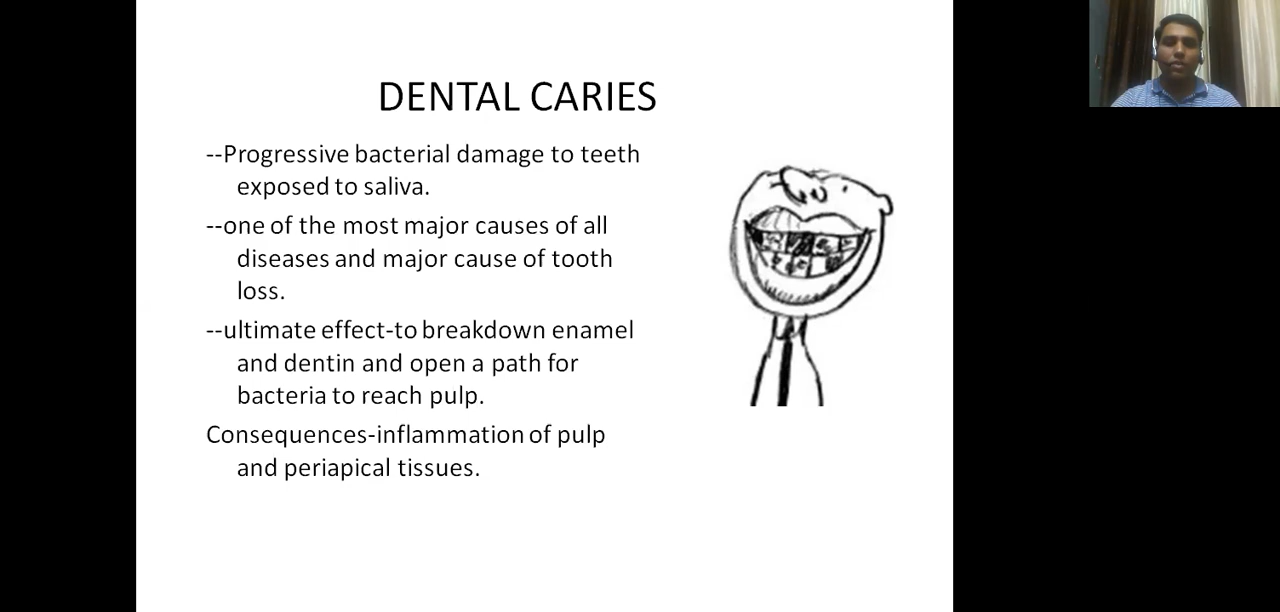 DENTAL CARIES
--Progressive bacterial damage to teeth
exposed to saliva.
--one of the most major causes of all
diseases and major cause of tooth
loss.
--ultimate effect-to breakdown enamel
and dentin and open a path for
bacteria to reach pulp.
Consequences-inflammation of pulp
and periapical tissues.